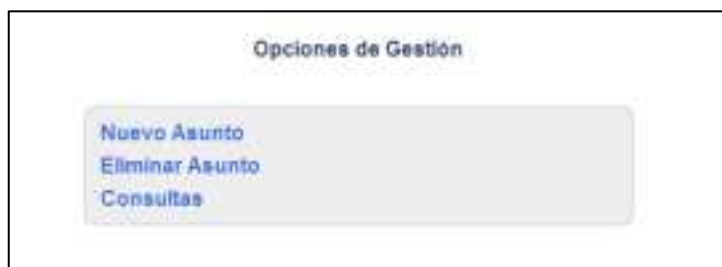 Opciones de Gestión
Nuevo Asunto
Eliminar Asunto
Consultas